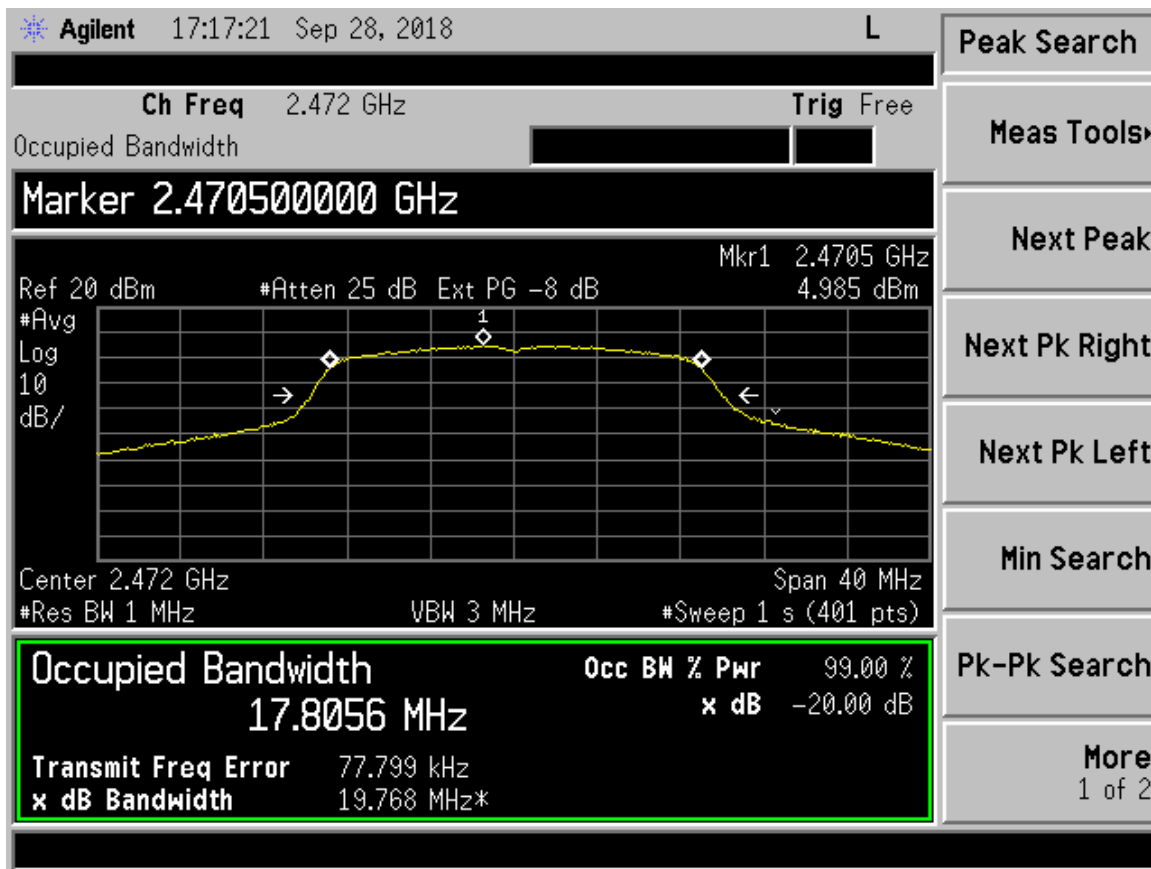 Agilent 17:17:21 Sep 28, 2018 L
Ch Freq 2.472 GHz Trig Free
Occupied Bandwidth
Marker 2.470500000 GHz
Mkr1 2.4705 GHz
Ref 20 dBm #Atten 25 dB Ext PG -8 dB 4.985 dBm
#Avg
Log
10
dB/
1
Center 2.472 GHz Span 40 MHz
#Res BW 1 MHz VBW 3 MHz #Sweep 1 s (401 pts)
Occupied Bandwidth Occ BW % Pwr 99.00 %
17.8056 MHz x dB -20.00 dB
Transmit Freq Error 77.799 kHz
x dB Bandwidth 19.768 MHz*
Peak Search
Meas Tools
Next Peak
Next Pk Right
Next Pk Left
Min Search
Pk-Pk Search
More
1 of 2